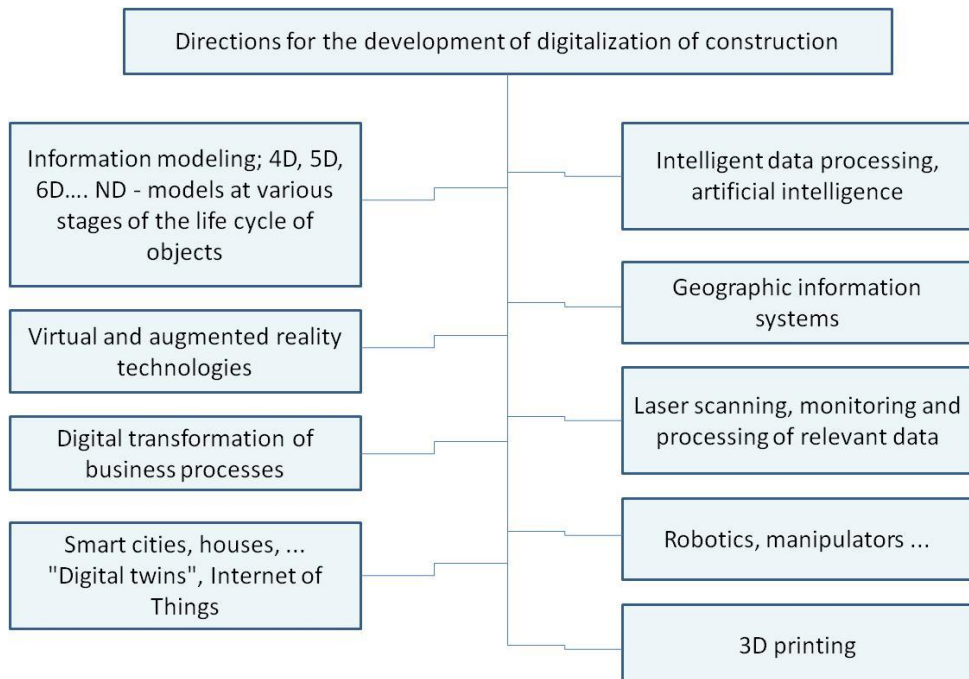 Directions for the development of digitalization of construction
Information modeling; 4D, 5D,
6D.... ND - models at various
stages of the life cycle of
objects
Virtual and augmented reality
technologies
Digital transformation of
business processes
Smart cities, houses, ...
"Digital twins", Internet of
Things
Intelligent data processing,
artificial intelligence
Geographic information
systems
Laser scanning, monitoring and
processing of relevant data
Robotics, manipulators ...
3D printing